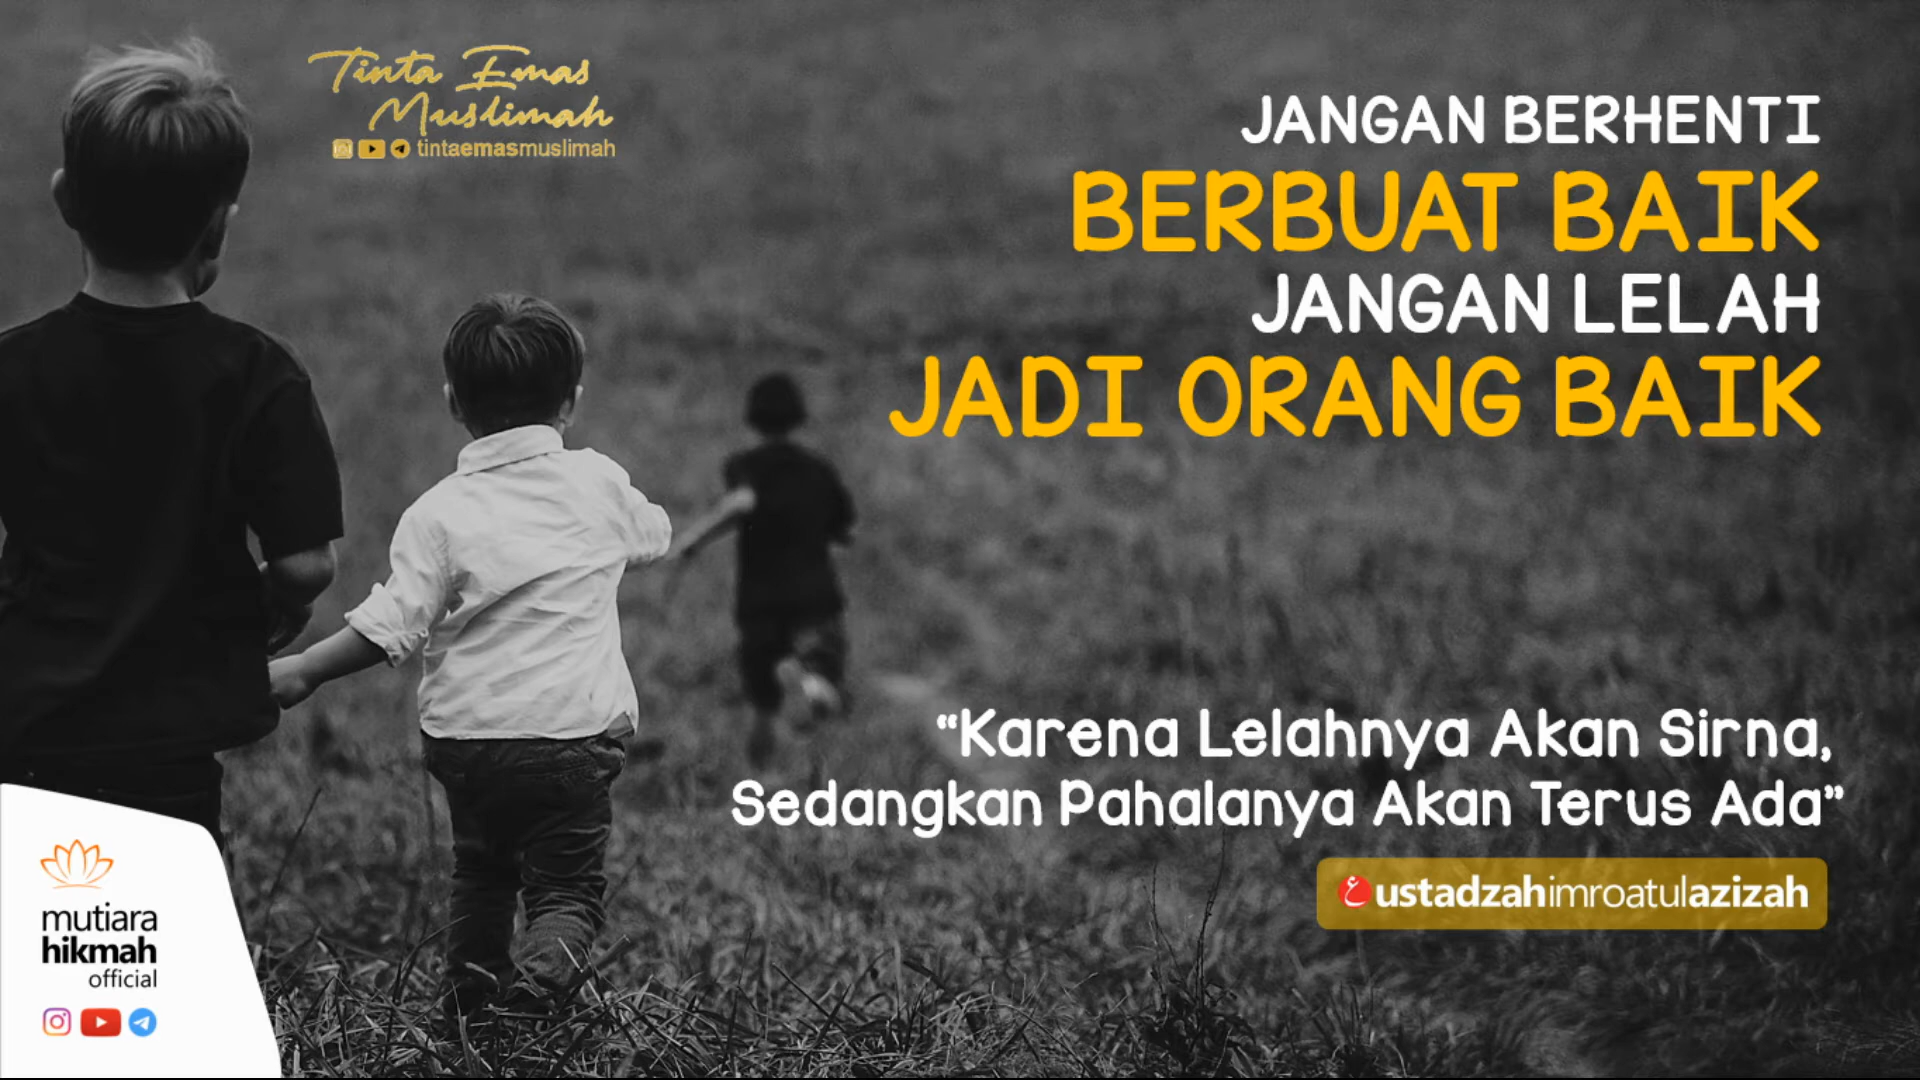 Tinta Emas
Muslimah
tintaemasmuslimah
JANGAN BERHENTI
BERBUAT BAIK
JANGAN LELAH
JADI ORANG BAIK
“Karena Lelahnya Akan Sirna,
Sedangkan Pahalanya Akan Terus Ada”
ع ustadzahimroatulazizah
mutiara
hikmah
official